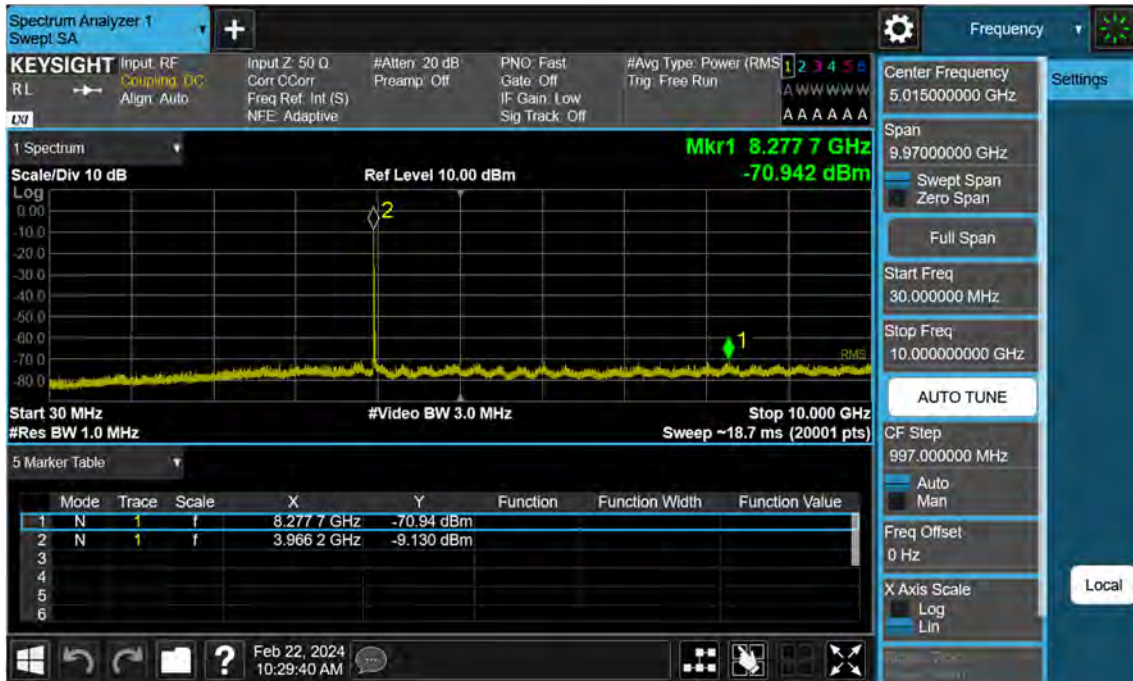 Spectrum Analyzer 1
Swept SA
Frequency
KEYSIGHT
RL
LXI
Input: RF
Coupling: DC
Align: Auto
Input Z: 50 Ω
Corr CCorr
Freq Ref: Int (S)
NFE: Adaptive
#Atten: 20 dB
Preamp: Off
PNO: Fast
Gate: Off
IF Gain: Low
Sig Track: Off
#Avg Type: Power (RMS
Trig: Free Run
1 2 3 4 5 6
A W W W W W
A A A A A A
1 Spectrum
Mkr1 8.277 7 GHz
Scale/Div 10 dB
Ref Level 10.00 dBm
-70.942 dBm
Log
0.00
-10.0
-20.0
-30.0
-40.0
-50.0
-60.0
-70.0
-80.0
2
1
RMS
Start 30 MHz
#Video BW 3.0 MHz
Stop 10.000 GHz
#Res BW 1.0 MHz
Sweep ~18.7 ms (20001 pts)
5 Marker Table
Mode Trace Scale X Y Function Function Width Function Value
1 N 1 f 8.277 7 GHz -70.94 dBm
2 N 1 f 3.966 2 GHz -9.130 dBm
3
4
5
6
Feb 22, 2024
10:29:40 AM
?
Center Frequency
5.015000000 GHz
Settings
Span
9.97000000 GHz
Swept Span
Zero Span
Full Span
Start Freq
30.000000 MHz
Stop Freq
10.000000000 GHz
AUTO TUNE
CF Step
997.000000 MHz
Auto
Man
Freq Offset
0 Hz
X Axis Scale
Log
Lin
Local